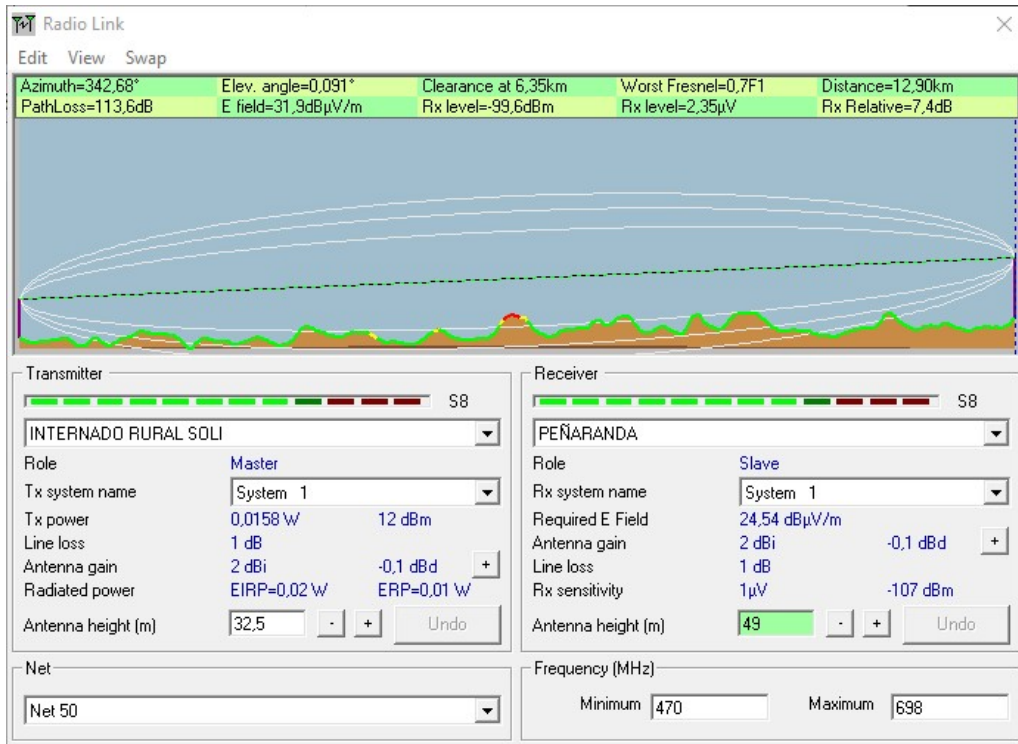 Radio Link
Edit View Swap
Azimuth=342,68° Elev. angle=0,091° Clearance at 6,35km Worst Fresnel=0,7F1 Distance=12,90km
PathLoss=113,6dB E field=31,9dBµV/m Rx level=-99,6dBm Rx level=2,35µV Rx Relative=7,4dB
Transmitter
S8
INTERNADO RURAL SOLI
Role Master
Tx system name System 1
Tx power 0,0158 W 12 dBm
Line loss 1 dB
Antenna gain 2 dBi -0,1 dBd +
Radiated power EIRP=0,02 W ERP=0,01 W
Antenna height (m) 32,5 - + Undo
Net
Net 50
Receiver
S8
PEÑARANDA
Role Slave
Rx system name System 1
Required E Field 24,54 dBµV/m
Antenna gain 2 dBi -0,1 dBd +
Line loss 1 dB
Rx sensitivity 1µV -107 dBm
Antenna height (m) 49 - + Undo
Frequency (MHz)
Minimum 470 Maximum 698